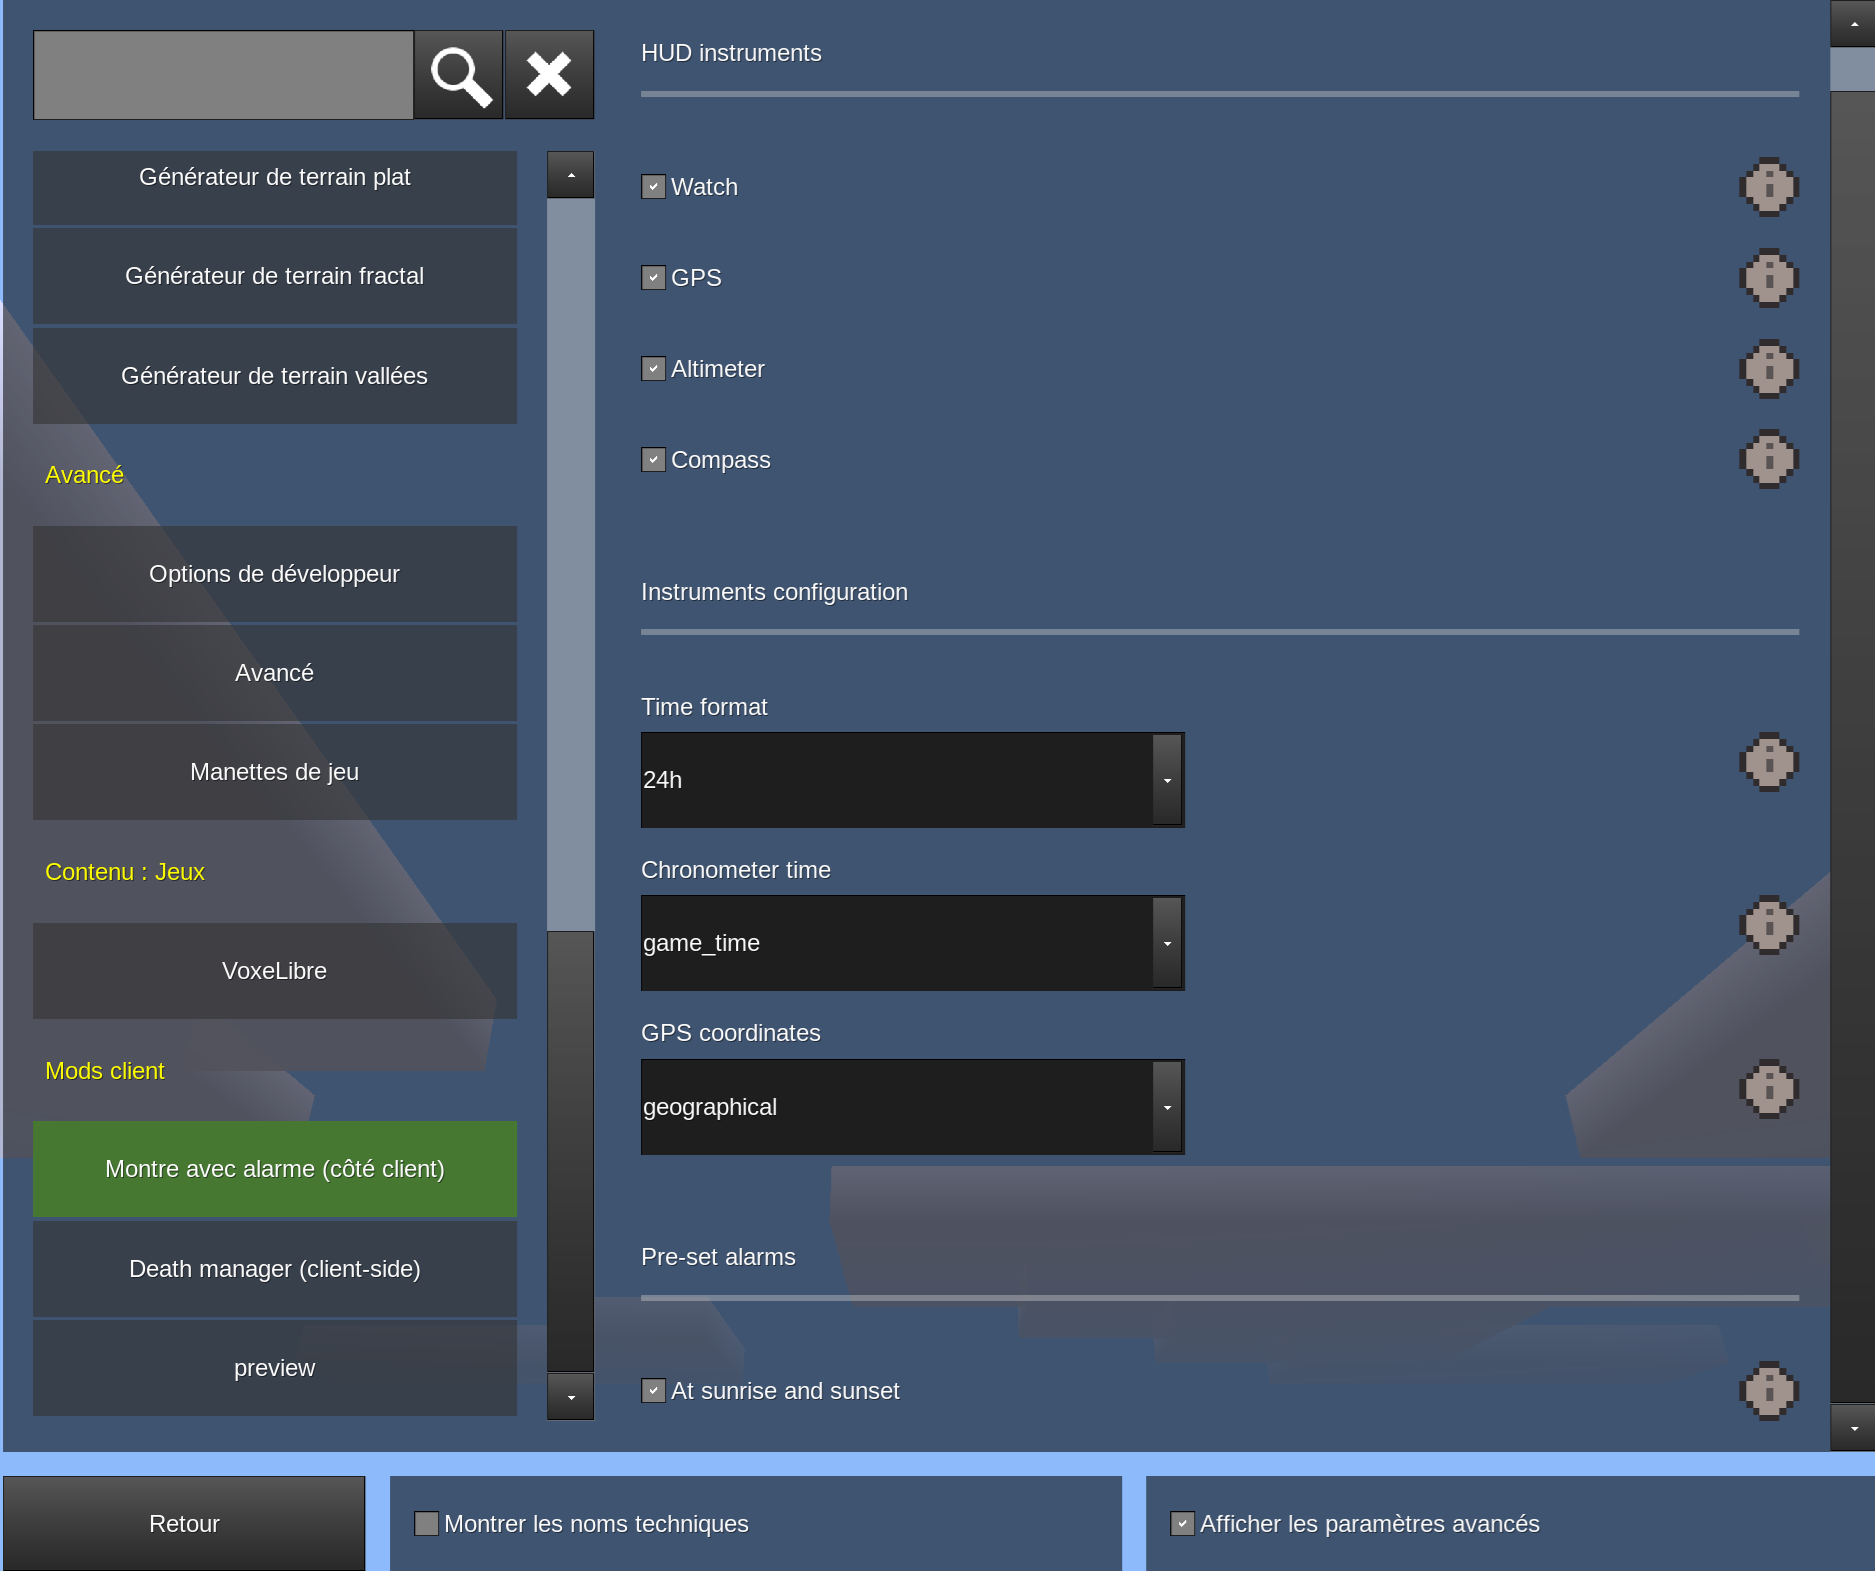 Générateur de terrain plat
Générateur de terrain fractal
Générateur de terrain vallées
Avancé
Options de développeur
Avancé
Manettes de jeu
Contenu : Jeux
VoxeLibre
Mods client
Montre avec alarme (côté client)
Death manager (client-side)
preview
HUD instruments
Watch
GPS
Altimeter
Compass
Instruments configuration
Time format
24h
Chronometer time
game_time
GPS coordinates
geographical
Pre-set alarms
At sunrise and sunset
Retour
Montrer les noms techniques
Afficher les paramètres avancés